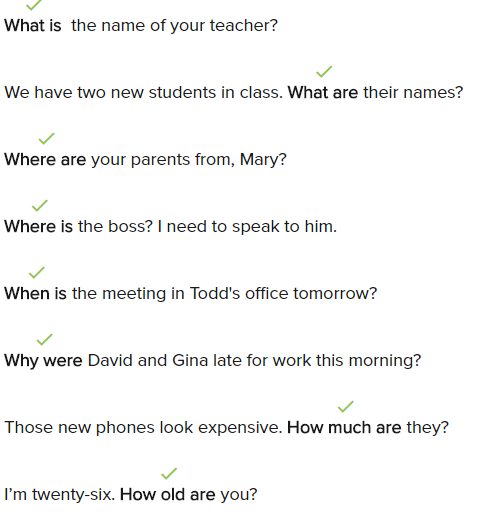 What is the name of your teacher?
We have two new students in class. What are their names?
Where are your parents from, Mary?
Where is the boss? I need to speak to him.
When is the meeting in Todd's office tomorrow?
Why were David and Gina late for work this morning?
Those new phones look expensive. How much are they?
I'm twenty-six. How old are you?